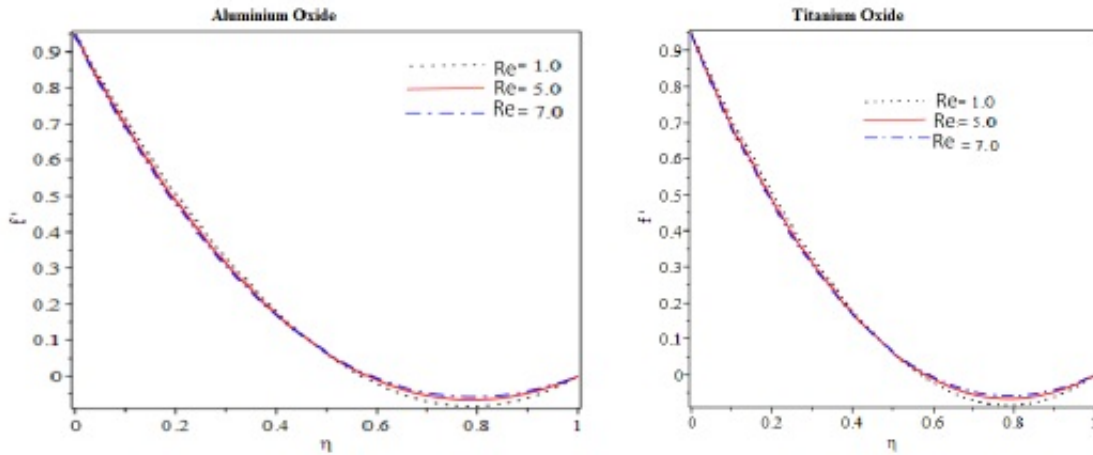 Aluminium Oxide
0.9
0.8
0.7
0.6
0.5
0.4
0.3
0.2
0.1
0
f'
Re = 1.0
Re = 5.0
Re = 7.0
0 0.2 0.4 0.6 0.8 1
η
Titanium Oxide
0.9
0.8
0.7
0.6
0.5
0.4
0.3
0.2
0.1
0
f'
Re = 1.0
Re = 5.0
Re = 7.0
0 0.2 0.4 0.6 0.8 1
η